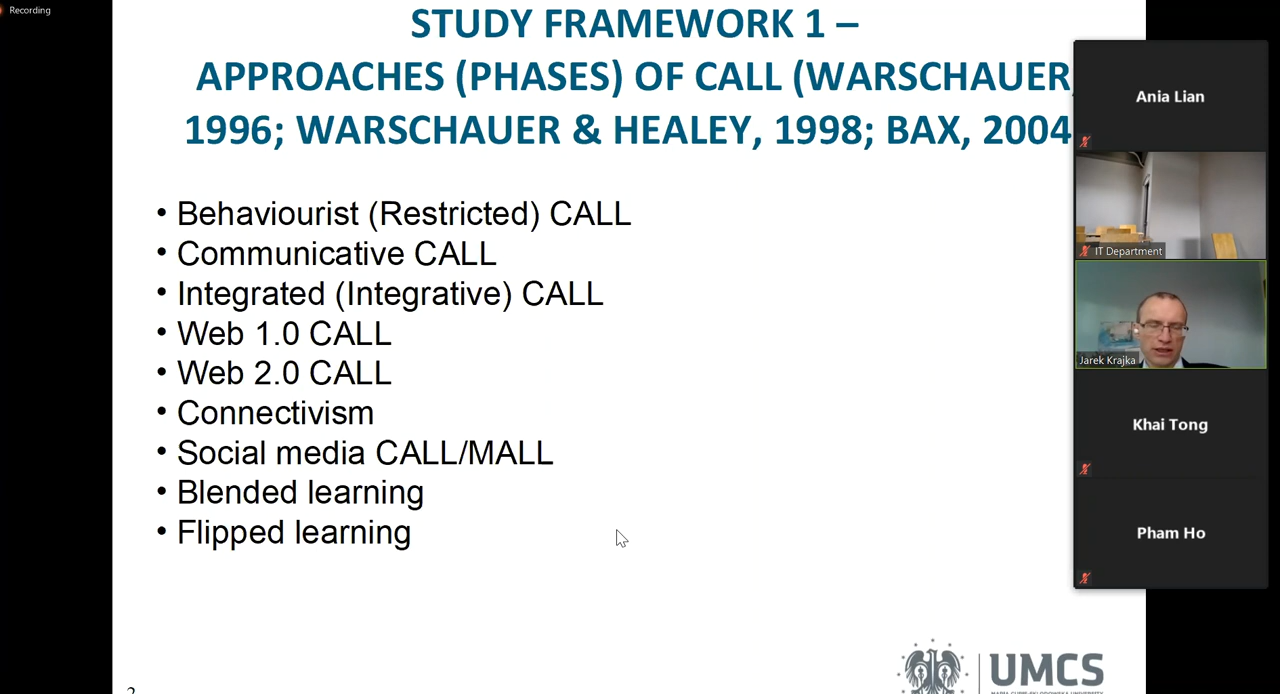 Recording
STUDY FRAMEWORK 1 –
APPROACHES (PHASES) OF CALL (WARSCHAUER,
1996; WARSCHAUER & HEALEY, 1998; BAX, 2004
• Behaviourist (Restricted) CALL
• Communicative CALL
• Integrated (Integrative) CALL
• Web 1.0 CALL
• Web 2.0 CALL
• Connectivism
• Social media CALL/MALL
• Blended learning
• Flipped learning
Ania Lian
IT Department
Jarek Krajka
Khai Tong
Pham Ho
UMCS
2